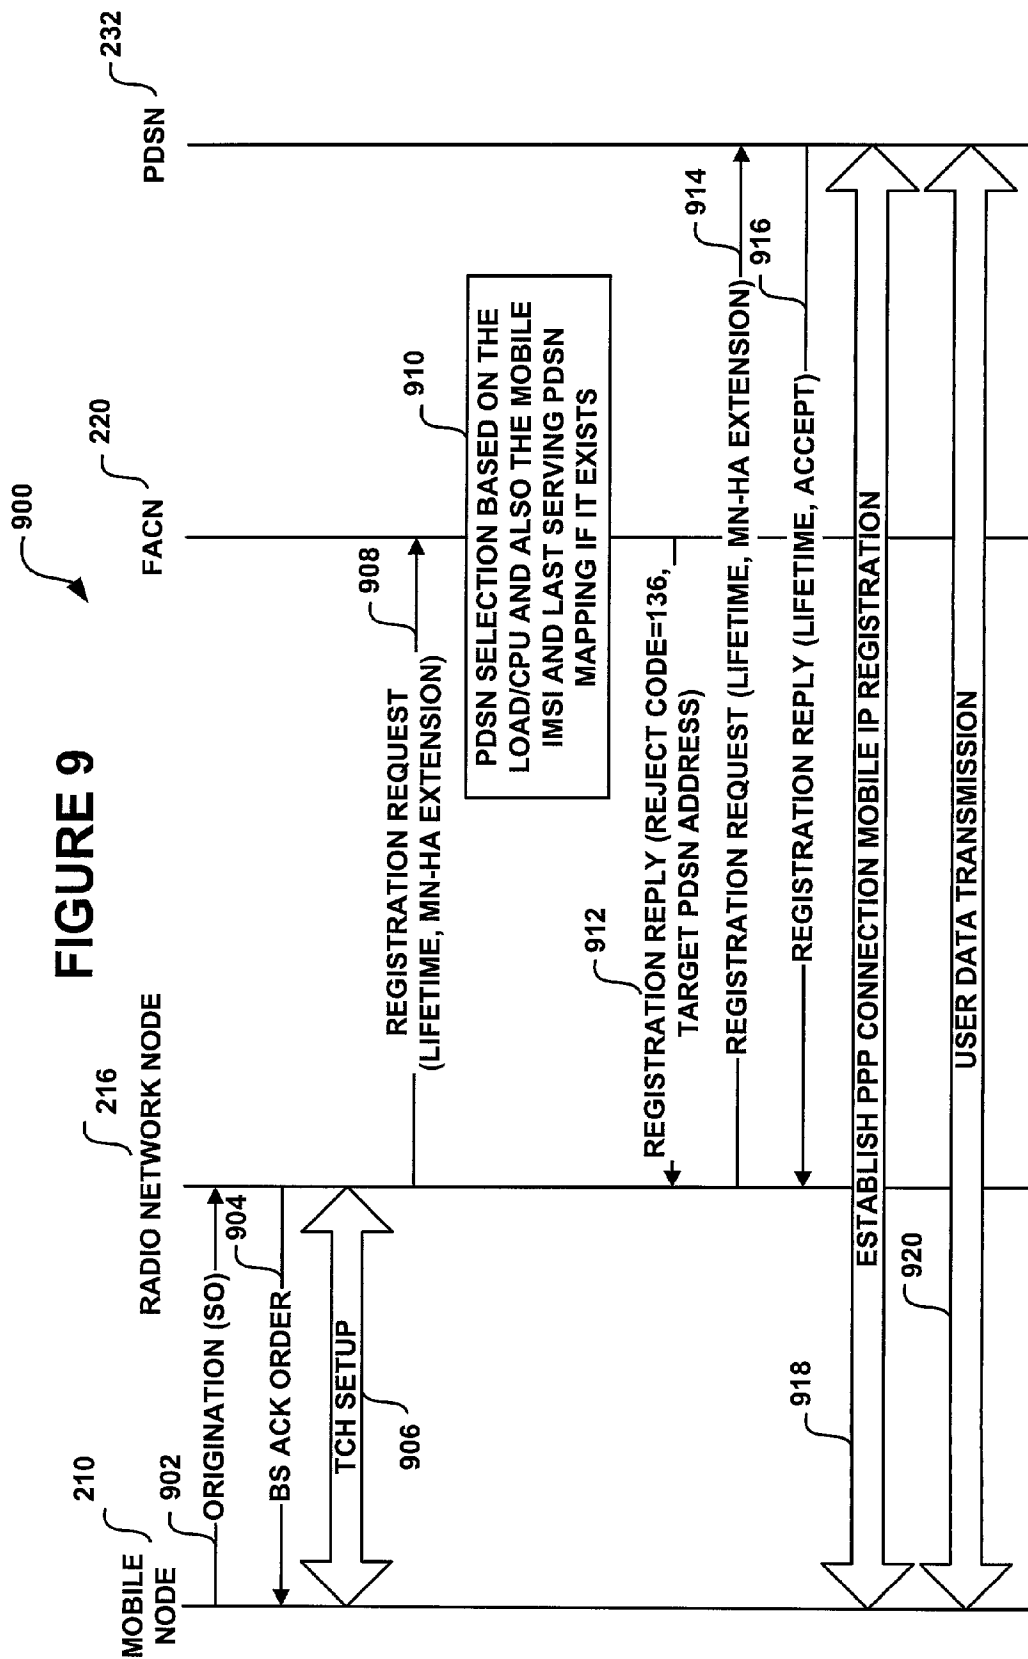 FIGURE 9
900
210
MOBILE
NODE
216
RADIO NETWORK NODE
220
FACN
232
PDSN
902
ORIGINATION (SO)
904
BS ACK ORDER
TCH SETUP
906
REGISTRATION REQUEST
(LIFETIME, MN-HA EXTENSION)
908
910
PDSN SELECTION BASED ON THE
LOAD/CPU AND ALSO THE MOBILE
IMSI AND LAST SERVING PDSN
MAPPING IF IT EXISTS
912
REGISTRATION REPLY (REJECT CODE=136,
TARGET PDSN ADDRESS)
914
REGISTRATION REQUEST (LIFETIME, MN-HA EXTENSION)
916
REGISTRATION REPLY (LIFETIME, ACCEPT)
918
ESTABLISH PPP CONNECTION MOBILE IP REGISTRATION
920
USER DATA TRANSMISSION